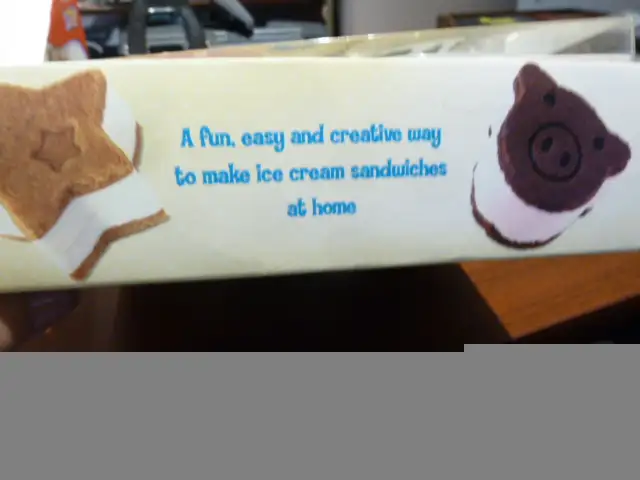 A fun, easy and creative way
to make ice cream sandwiches
at home